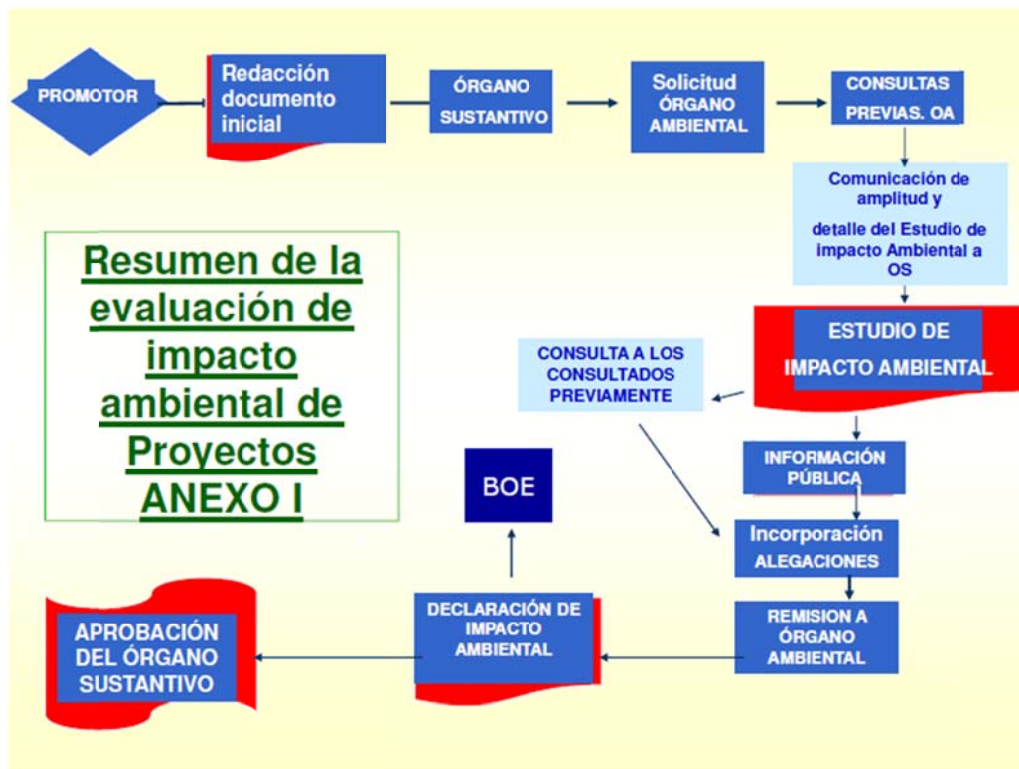 PROMOTOR
Redacción
documento
inicial
ÓRGANO
SUSTANTIVO
Solicitud
ÓRGANO
AMBIENTAL
CONSULTAS
PREVIAS. OA
Comunicación de
amplitud y
detalle del Estudio de
impacto Ambiental a
OS
Resumen de la
evaluación de
impacto
ambiental de
Proyectos
ANEXO I
ESTUDIO DE
IMPACTO AMBIENTAL
CONSULTA A LOS
CONSULTADOS
PREVIAMENTE
INFORMACIÓN
PÚBLICA
BOE
Incorporación
ALEGACIONES
REMISION A
ÓRGANO
AMBIENTAL
DECLARACIÓN DE
IMPACTO
AMBIENTAL
APROBACIÓN
DEL ÓRGANO
SUSTANTIVO